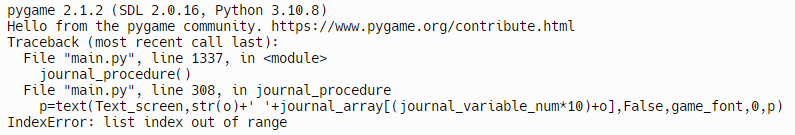 pygame 2.1.2 (SDL 2.0.16, Python 3.10.8)
Hello from the pygame community. https://www.pygame.org/contribute.html
Traceback (most recent call last):
  File "main.py", line 1337, in <module>
    journal_procedure()
  File "main.py", line 308, in journal_procedure
    p=text(Text_screen,str(o)+' '+journal_array[(journal_variable_num*10)+o],False,game_font,0,p)
IndexError: list index out of range